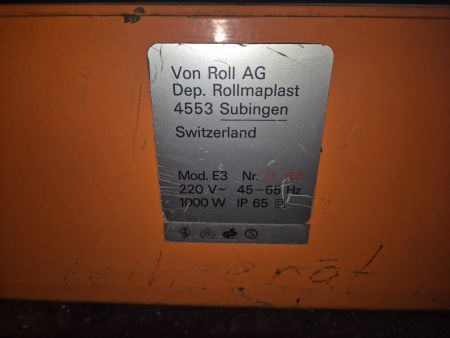 Von Roll AG
Dep. Rollmaplast
4553 Subingen
Switzerland
Mod. E3 Nr.
220 V~ 45–65 Hz
1000 W IP 65